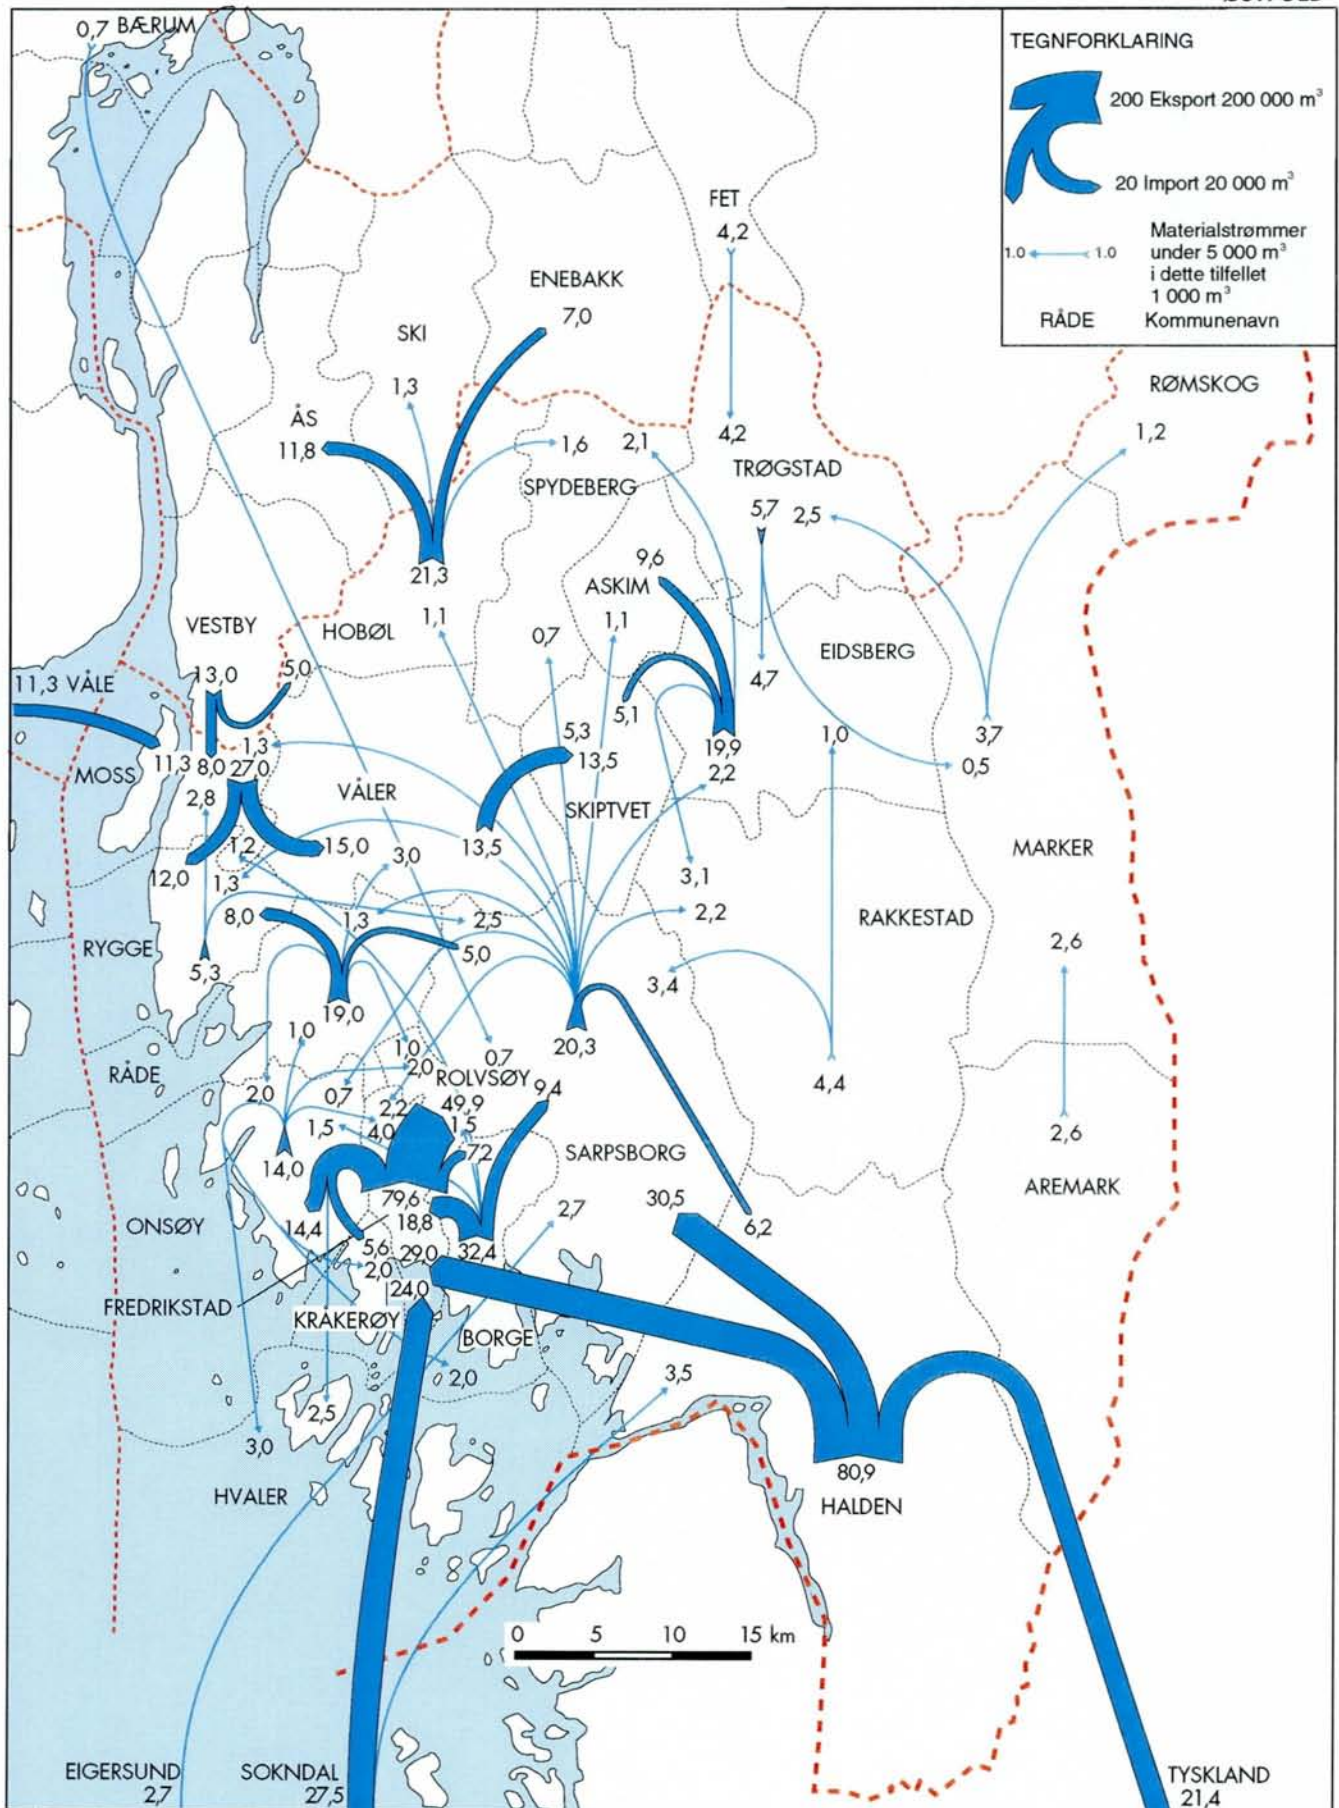 0,7 BÆRUM
TEGNFORKLARING
200 Eksport 200 000 m³
20 Import 20 000 m³
1.0
1.0
Materialstrømmer
under 5 000 m³
i dette tilfellet
1 000 m³
RÅDE
Kommunenavn
FET
4,2
ENEBAKK
7,0
SKI
1,3
RØMSKOG
1,2
ÅS
11,8
1,6
2,1
4,2
TRØGSTAD
SPYDEBERG
5,7
2,5
21,3
9,6
ASKIM
VESTBY
HOBØL
1,1
0,7
1,1
EIDSBERG
13,0
5,0
4,7
11,3 VÅLE
5,1
5,3
1,3
19,9
1,0
3,7
11,3
8,0
27,0
13,5
0,5
MOSS
2,2
2,8
VÅLER
SKIPTVET
1,2
15,0
3,0
13,5
MARKER
12,0
1,3
3,1
8,0
1,3
2,5
2,2
RAKKESTAD
RYGGE
5,0
2,6
5,3
3,4
19,0
1,0
20,3
1,0
0,7
RÅDE
2,0
ROLVSØY
4,4
2,0
0,7
2,2
49,9
9,4
1,5
4,0
1,5
2,6
14,0
7,2
SARPSBORG
79,6
30,5
AREMARK
ONSØY
14,4
18,8
2,7
6,2
5,6
29,0
32,4
2,0
24,0
FREDRIKSTAD
KRÅKERØY
BORGE
2,0
3,5
2,5
3,0
80,9
HVALER
HALDEN
0
5
10
15 km
EIGERSUND
2,7
SOKNDAL
27,5
TYSKLAND
21,4